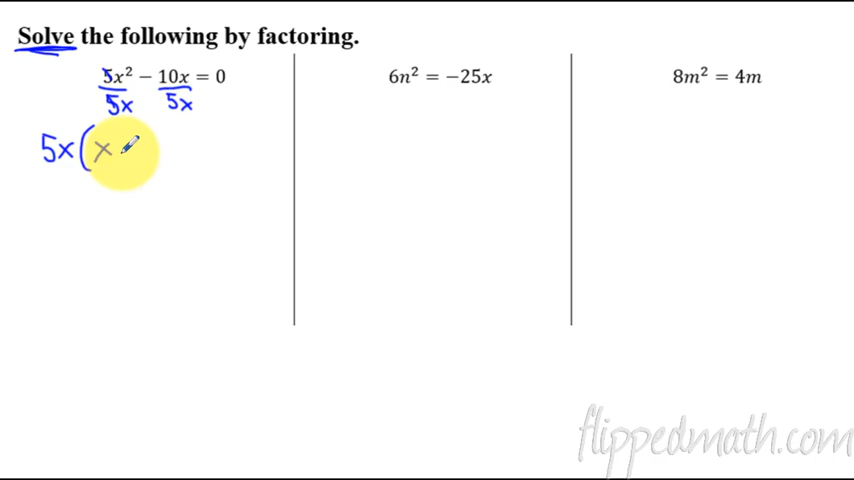 Solve the following by factoring.
5x² − 10x = 0
5x 5x
5x(x
6n² = −25x
8m² = 4m
flippedmath.com